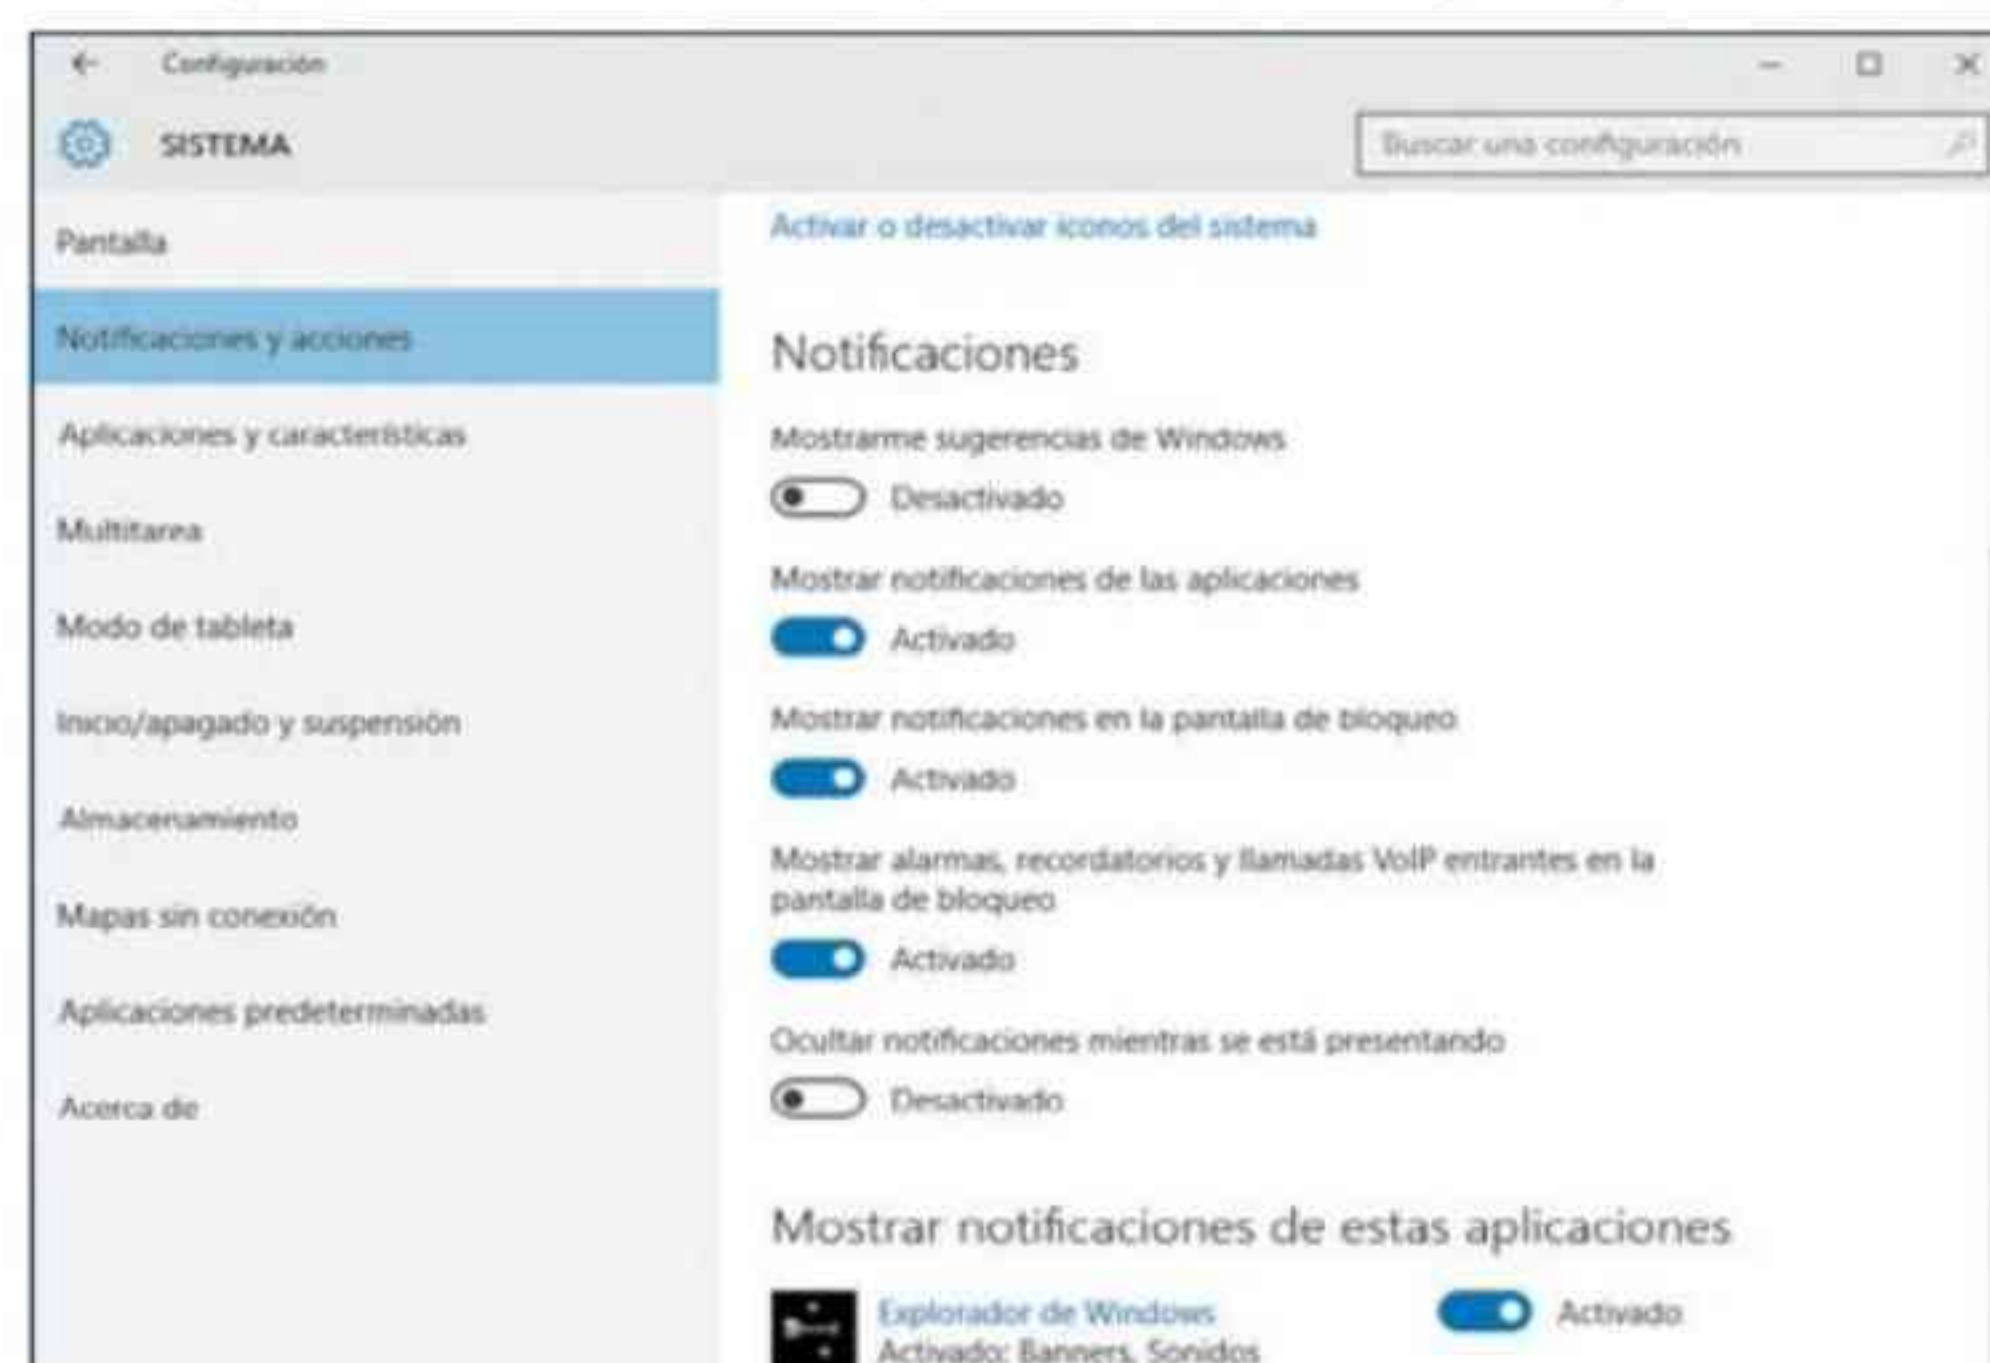 Configuración
SISTEMA
Buscar una configuración
Pantalla
Notificaciones y acciones
Aplicaciones y características
Multitarea
Modo de tableta
Inicio/apagado y suspensión
Almacenamiento
Mapas sin conexión
Aplicaciones predeterminadas
Acerca de
Activar o desactivar iconos del sistema
Notificaciones
Mostrarme sugerencias de Windows
Desactivado
Mostrar notificaciones de las aplicaciones
Activado
Mostrar notificaciones en la pantalla de bloqueo
Activado
Mostrar alarmas, recordatorios y llamadas VoIP entrantes en la
pantalla de bloqueo
Activado
Ocultar notificaciones mientras se está presentando
Desactivado
Mostrar notificaciones de estas aplicaciones
Explorador de Windows
Activado
Activado: Banners, Sonidos